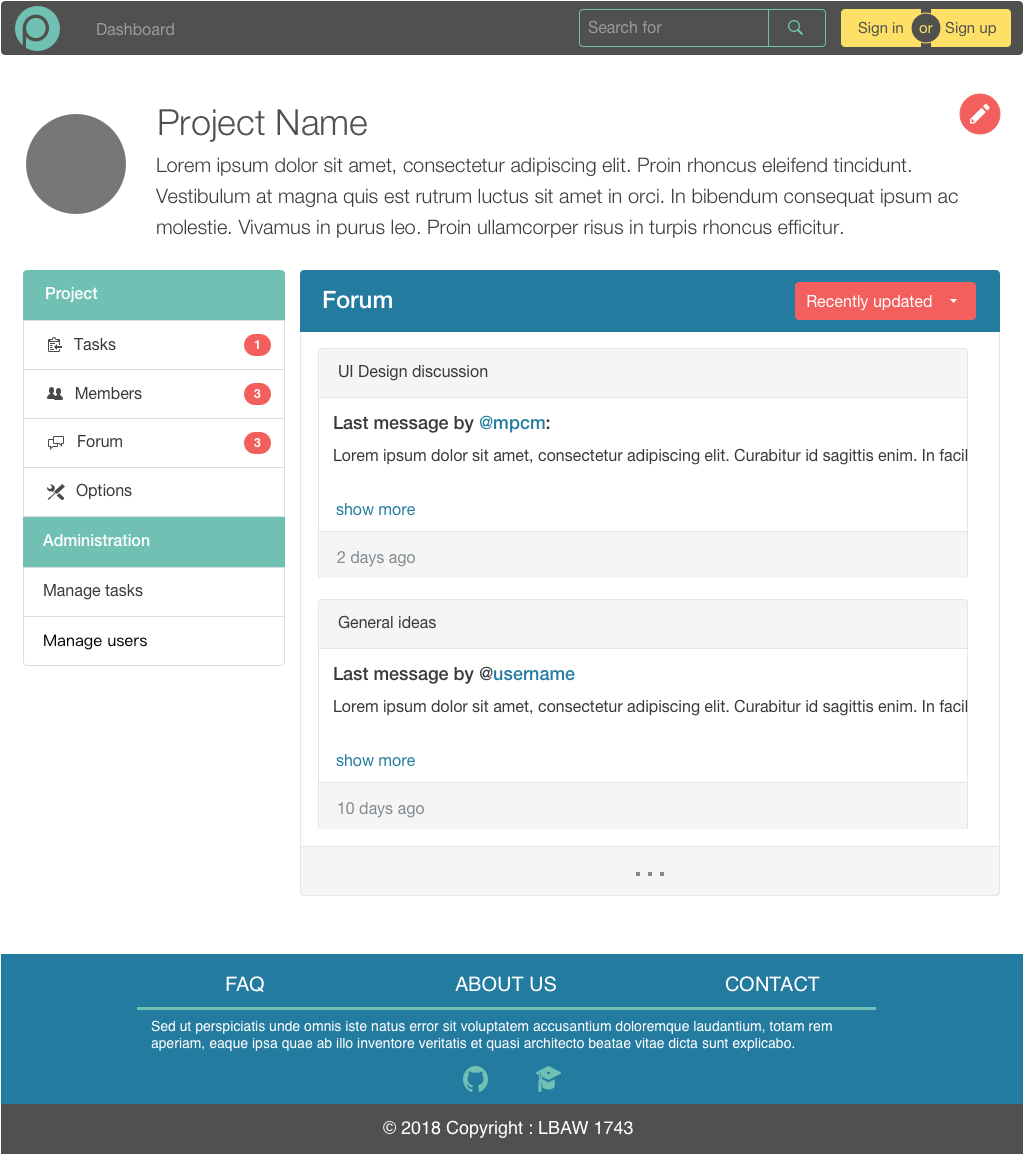 Dashboard
Search for
Sign in or Sign up
Project Name
Lorem ipsum dolor sit amet, consectetur adipiscing elit. Proin rhoncus eleifend tincidunt.
Vestibulum at magna quis est rutrum luctus sit amet in orci. In bibendum consequat ipsum ac
molestie. Vivamus in purus leo. Proin ullamcorper risus in turpis rhoncus efficitur.
Project
Tasks 1
Members 3
Forum 3
Options
Administration
Manage tasks
Manage users
Forum
Recently updated
UI Design discussion
Last message by @mpcm:
Lorem ipsum dolor sit amet, consectetur adipiscing elit. Curabitur id sagittis enim. In facil
show more
2 days ago
General ideas
Last message by @username
Lorem ipsum dolor sit amet, consectetur adipiscing elit. Curabitur id sagittis enim. In facil
show more
10 days ago
...
FAQ
ABOUT US
CONTACT
Sed ut perspiciatis unde omnis iste natus error sit voluptatem accusantium doloremque laudantium, totam rem
aperiam, eaque ipsa quae ab illo inventore veritatis et quasi architecto beatae vitae dicta sunt explicabo.
© 2018 Copyright : LBAW 1743